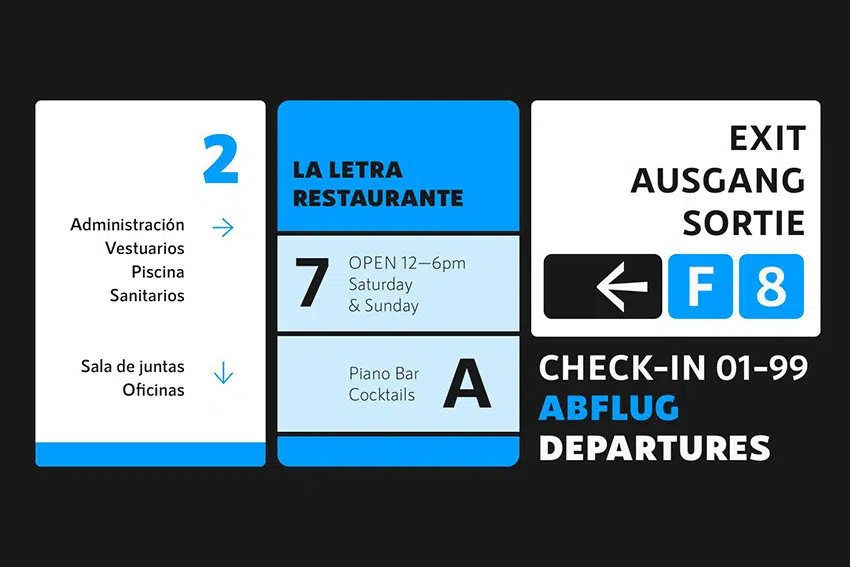 2
Administración
Vestuarios
Piscina
Sanitarios
Sala de juntas
Oficinas
LA LETRA
RESTAURANTE
7
OPEN 12—6pm
Saturday
& Sunday
Piano Bar
Cocktails
A
EXIT
AUSGANG
SORTIE
F 8
CHECK-IN 01-99
ABFLUG
DEPARTURES